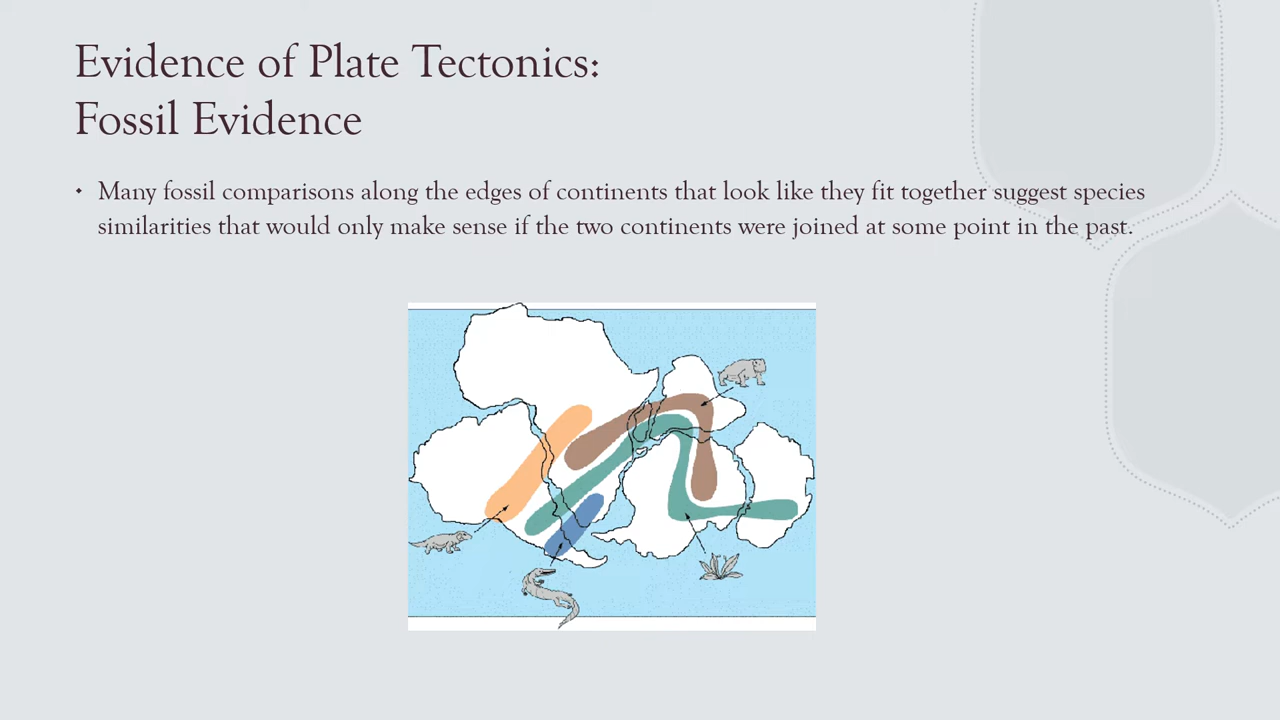 Evidence of Plate Tectonics:
Fossil Evidence
• Many fossil comparisons along the edges of continents that look like they fit together suggest species
similarities that would only make sense if the two continents were joined at some point in the past.